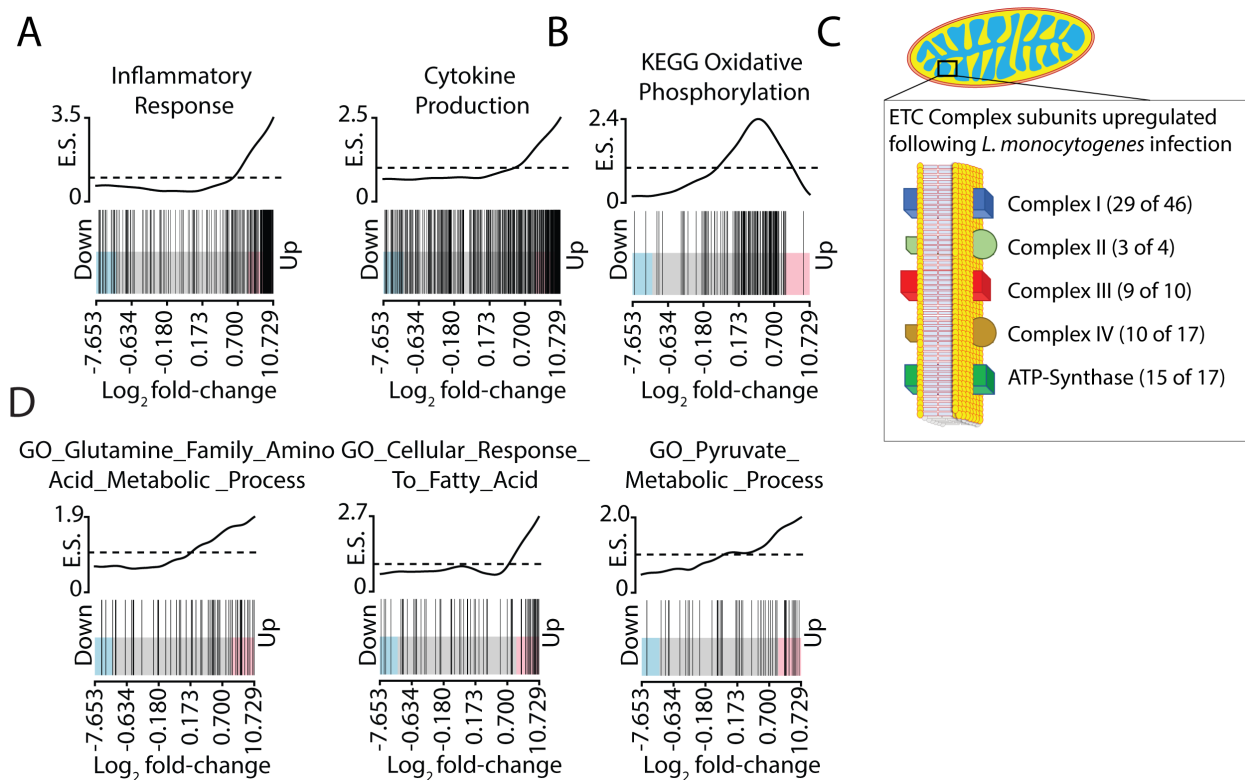 A
Inflammatory
Response
3.5
E.S.
0
Down
Up
-7.653
-0.634
-0.180
0.173
0.700
10.729
Log2 fold-change
Cytokine
Production
2.5
E.S.
0
Down
Up
-7.653
-0.634
-0.180
0.173
0.700
10.729
Log2 fold-change
B
KEGG Oxidative
Phosphorylation
2.4
E.S.
0
Down
Up
-7.653
-0.634
-0.180
0.173
0.700
10.729
Log2 fold-change
C
ETC Complex subunits upregulated
following L. monocytogenes infection
Complex I (29 of 46)
Complex II (3 of 4)
Complex III (9 of 10)
Complex IV (10 of 17)
ATP-Synthase (15 of 17)
D
GO_Glutamine_Family_Amino
Acid_Metabolic _Process
1.9
E.S.
0
Down
Up
-7.653
-0.634
-0.180
0.173
0.700
10.729
Log2 fold-change
GO_Cellular_Response_
To_Fatty_Acid
2.7
E.S.
0
Down
Up
-7.653
-0.634
-0.180
0.173
0.700
10.729
Log2 fold-change
GO_Pyruvate_
Metabolic _Process
2.0
E.S.
0
Down
Up
-7.653
-0.634
-0.180
0.173
0.700
10.729
Log2 fold-change